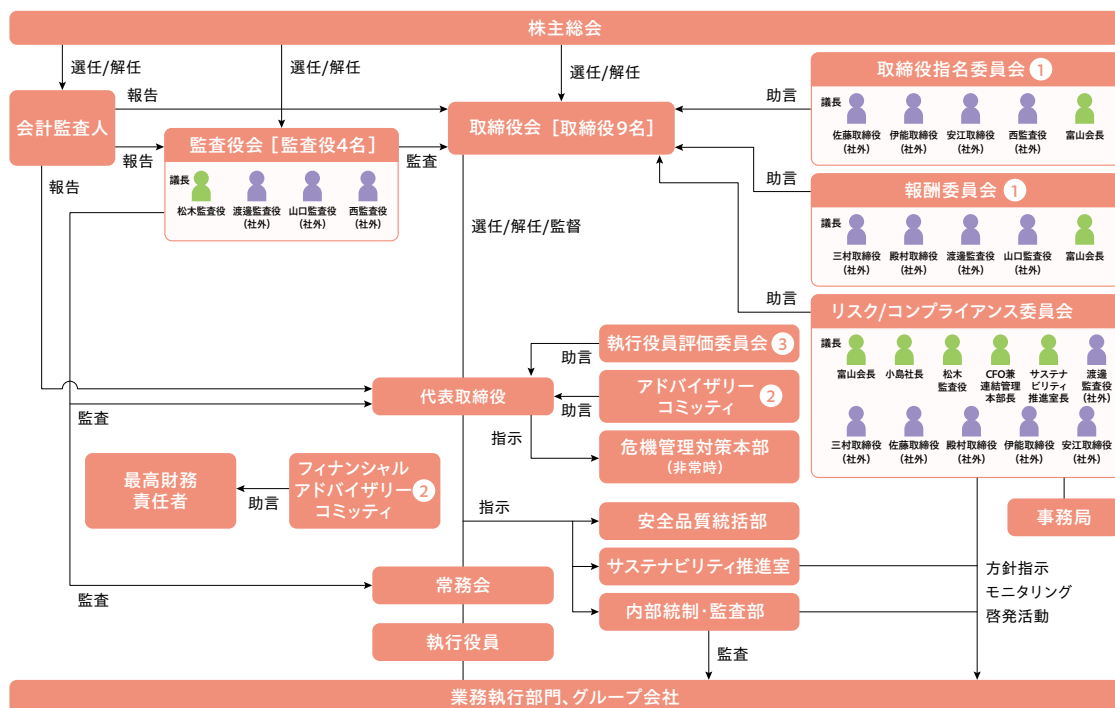 株主総会
選任/解任
選任/解任
選任/解任
会計監査人
報告
報告
報告
監査役会［監査役4名］
議長
松木監査役
渡邉監査役
(社外)
山口監査役
(社外)
西監査役
(社外)
監査
取締役会［取締役9名］
選任/解任/監督
助言
取締役指名委員会 1
議長
佐藤取締役
(社外)
伊能取締役
(社外)
安江取締役
(社外)
西監査役
(社外)
富山会長
助言
報酬委員会 1
議長
三村取締役
(社外)
殿村取締役
(社外)
渡邉監査役
(社外)
山口監査役
(社外)
富山会長
助言
リスク/コンプライアンス委員会
議長
富山会長
小島社長
松木
監査役
CFO兼
連結管理
本部長
サステナ
ビリティ
推進室長
渡邉
監査役
(社外)
三村取締役
(社外)
佐藤取締役
(社外)
殿村取締役
(社外)
伊能取締役
(社外)
安江取締役
(社外)
事務局
執行役員評価委員会 3
助言
代表取締役
アドバイザリー
コミッティ
2
助言
監査
指示
危機管理対策本部
(非常時)
最高財務
責任者
助言
フィナンシャル
アドバイザリー
コミッティ
2
指示
安全品質統括部
サステナビリティ推進室
内部統制・監査部
方針指示
モニタリング
啓発活動
監査
常務会
執行役員
監査
業務執行部門、グループ会社